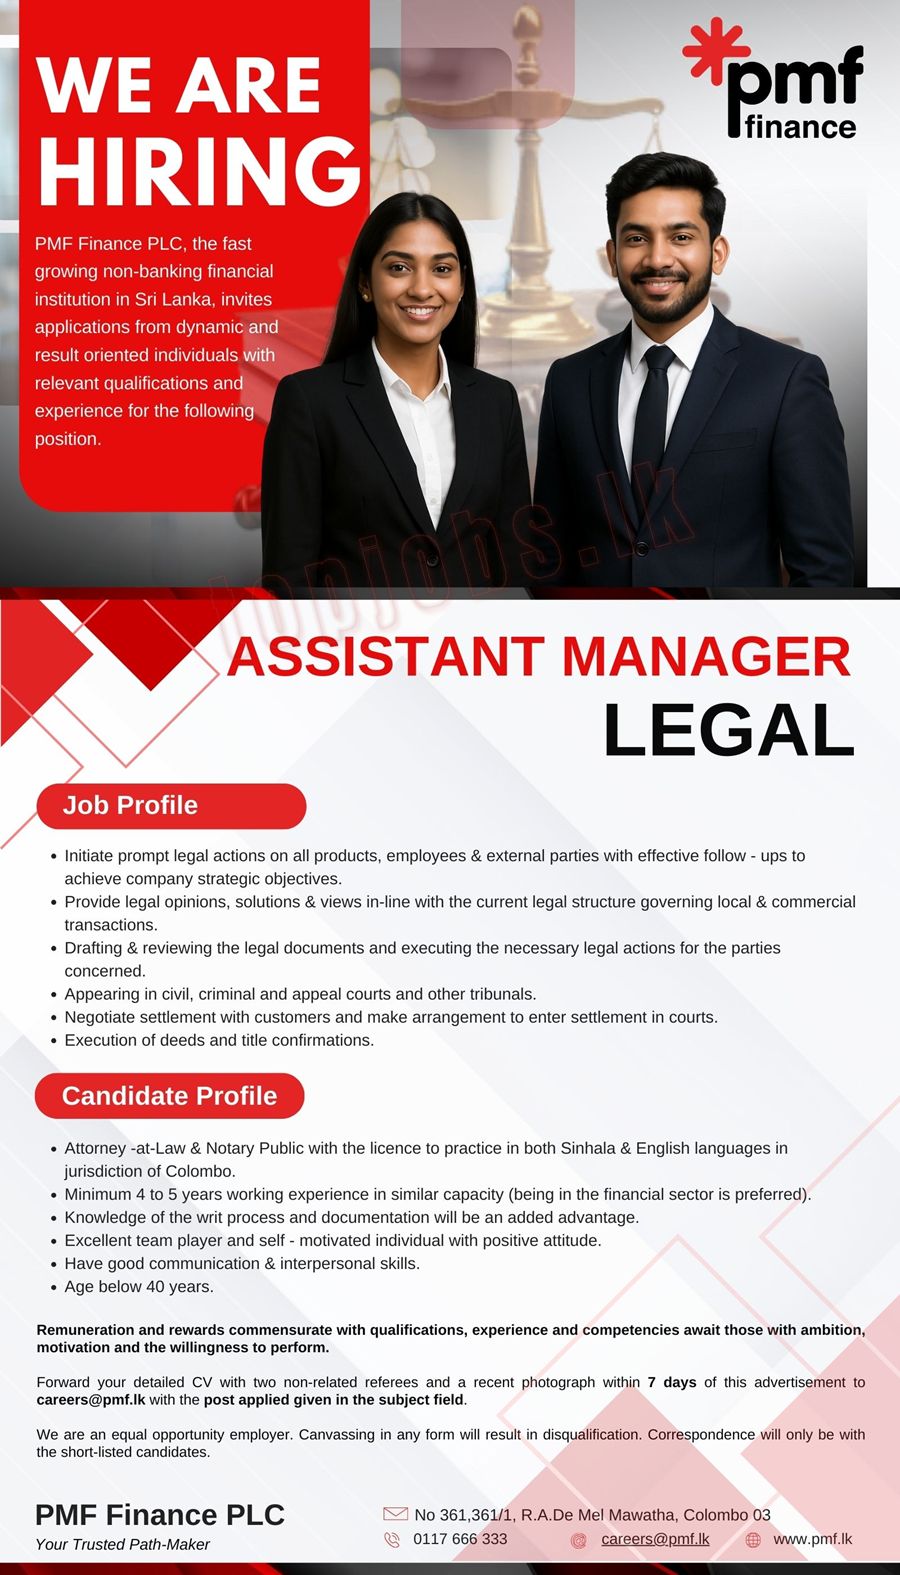 WE ARE
HIRING
pmf
finance
PMF Finance PLC, the fast
growing non-banking financial
institution in Sri Lanka, invites
applications from dynamic and
result oriented individuals with
relevant qualifications and
experience for the following
position.
topjobs.lk
ASSISTANT MANAGER
LEGAL
Job Profile
• Initiate prompt legal actions on all products, employees & external parties with effective follow - ups to
achieve company strategic objectives.
• Provide legal opinions, solutions & views in-line with the current legal structure governing local & commercial
transactions.
• Drafting & reviewing the legal documents and executing the necessary legal actions for the parties
concerned.
• Appearing in civil, criminal and appeal courts and other tribunals.
• Negotiate settlement with customers and make arrangement to enter settlement in courts.
• Execution of deeds and title confirmations.
Candidate Profile
• Attorney -at-Law & Notary Public with the licence to practice in both Sinhala & English languages in
jurisdiction of Colombo.
• Minimum 4 to 5 years working experience in similar capacity (being in the financial sector is preferred).
• Knowledge of the writ process and documentation will be an added advantage.
• Excellent team player and self - motivated individual with positive attitude.
• Have good communication & interpersonal skills.
• Age below 40 years.
Remuneration and rewards commensurate with qualifications, experience and competencies await those with ambition,
motivation and the willingness to perform.
Forward your detailed CV with two non-related referees and a recent photograph within 7 days of this advertisement to
careers@pmf.lk with the post applied given in the subject field.
We are an equal opportunity employer. Canvassing in any form will result in disqualification. Correspondence will only be with
the short-listed candidates.
PMF Finance PLC
Your Trusted Path-Maker
No 361,361/1, R.A.De Mel Mawatha, Colombo 03
0117 666 333 careers@pmf.lk www.pmf.lk